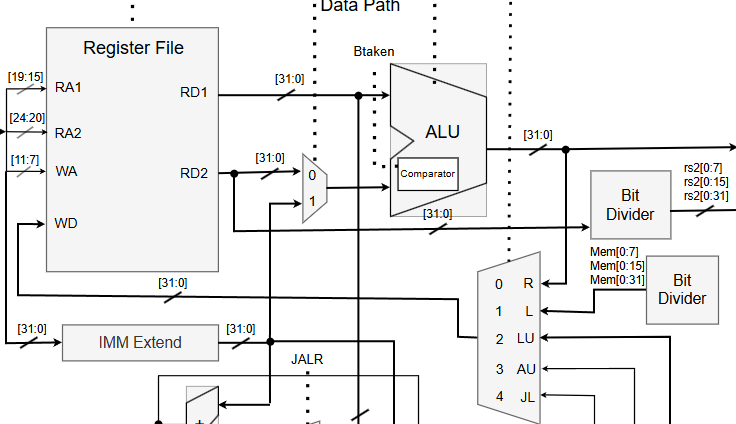 Data Path
Register File
Btaken
[19:15]
RA1
RD1
[31:0]
[24:20]
RA2
ALU
[31:0]
[11:7]
WA
RD2
[31:0]
0
1
Comparator
rs2[0:7]
rs2[0:15]
rs2[0:31]
Bit
Divider
WD
[31:0]
Mem[0:7]
Mem[0:15]
Mem[0:31]
Bit
Divider
0 R
1 L
2 LU
3 AU
4 JL
[31:0]
[31:0]
IMM Extend
[31:0]
JALR
+